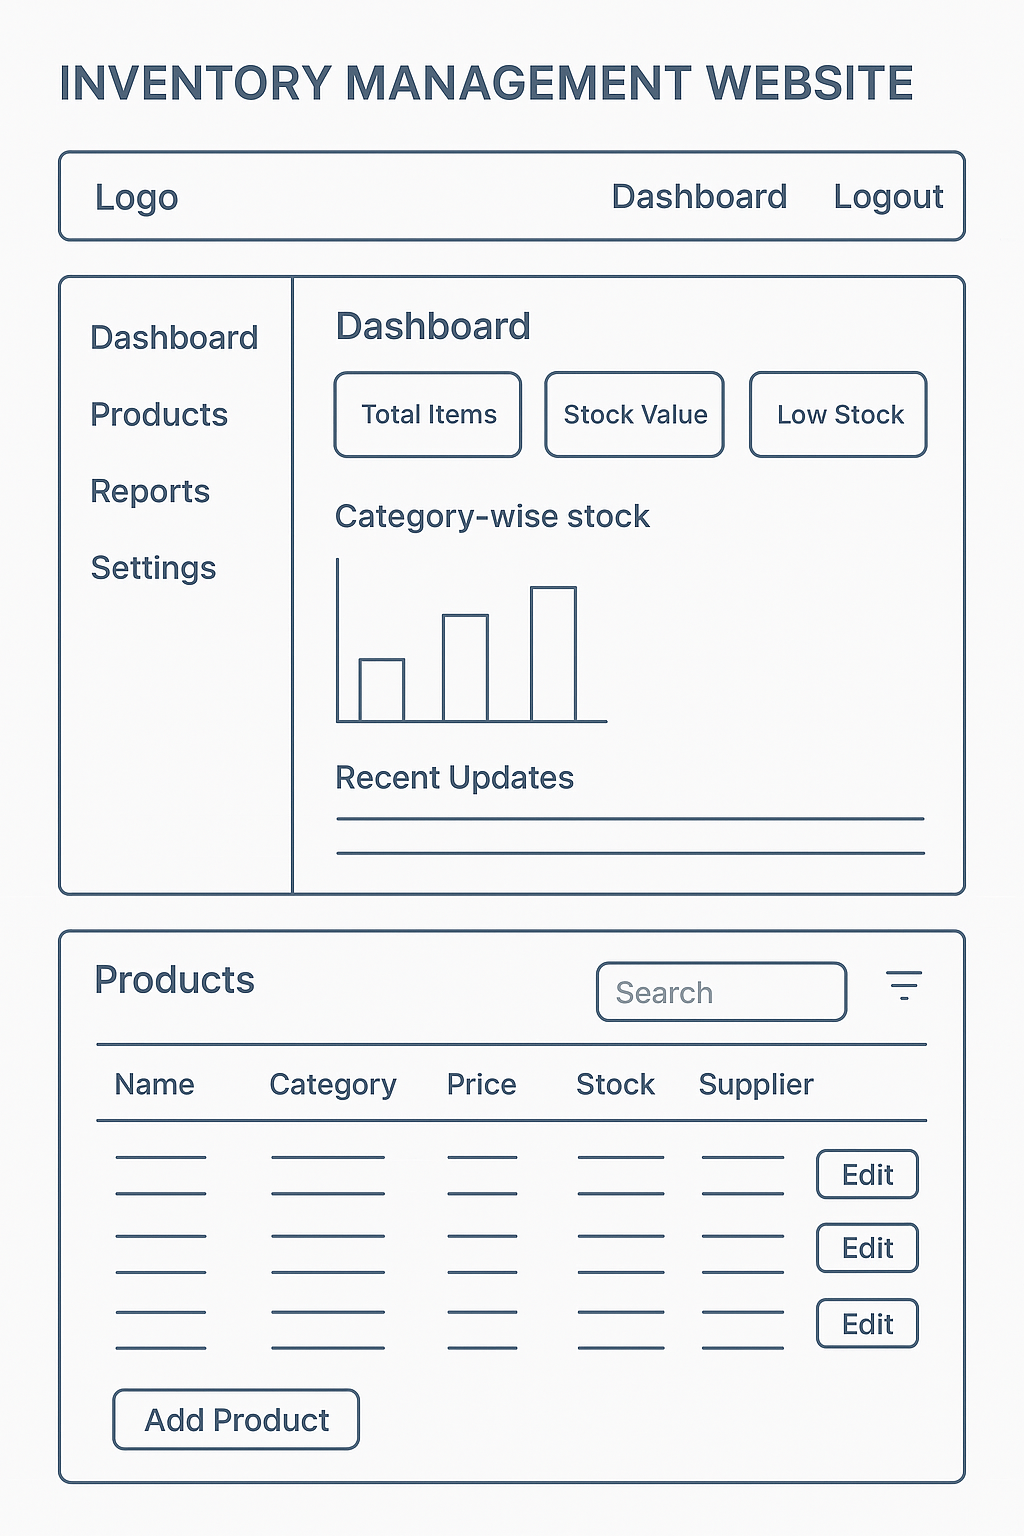 INVENTORY MANAGEMENT WEBSITE
Logo
Dashboard
Logout
Dashboard
Products
Reports
Settings
Dashboard
Total Items
Stock Value
Low Stock
Category-wise stock
Recent Updates
Products
Search
Name
Category
Price
Stock
Supplier
Edit
Edit
Edit
Add Product